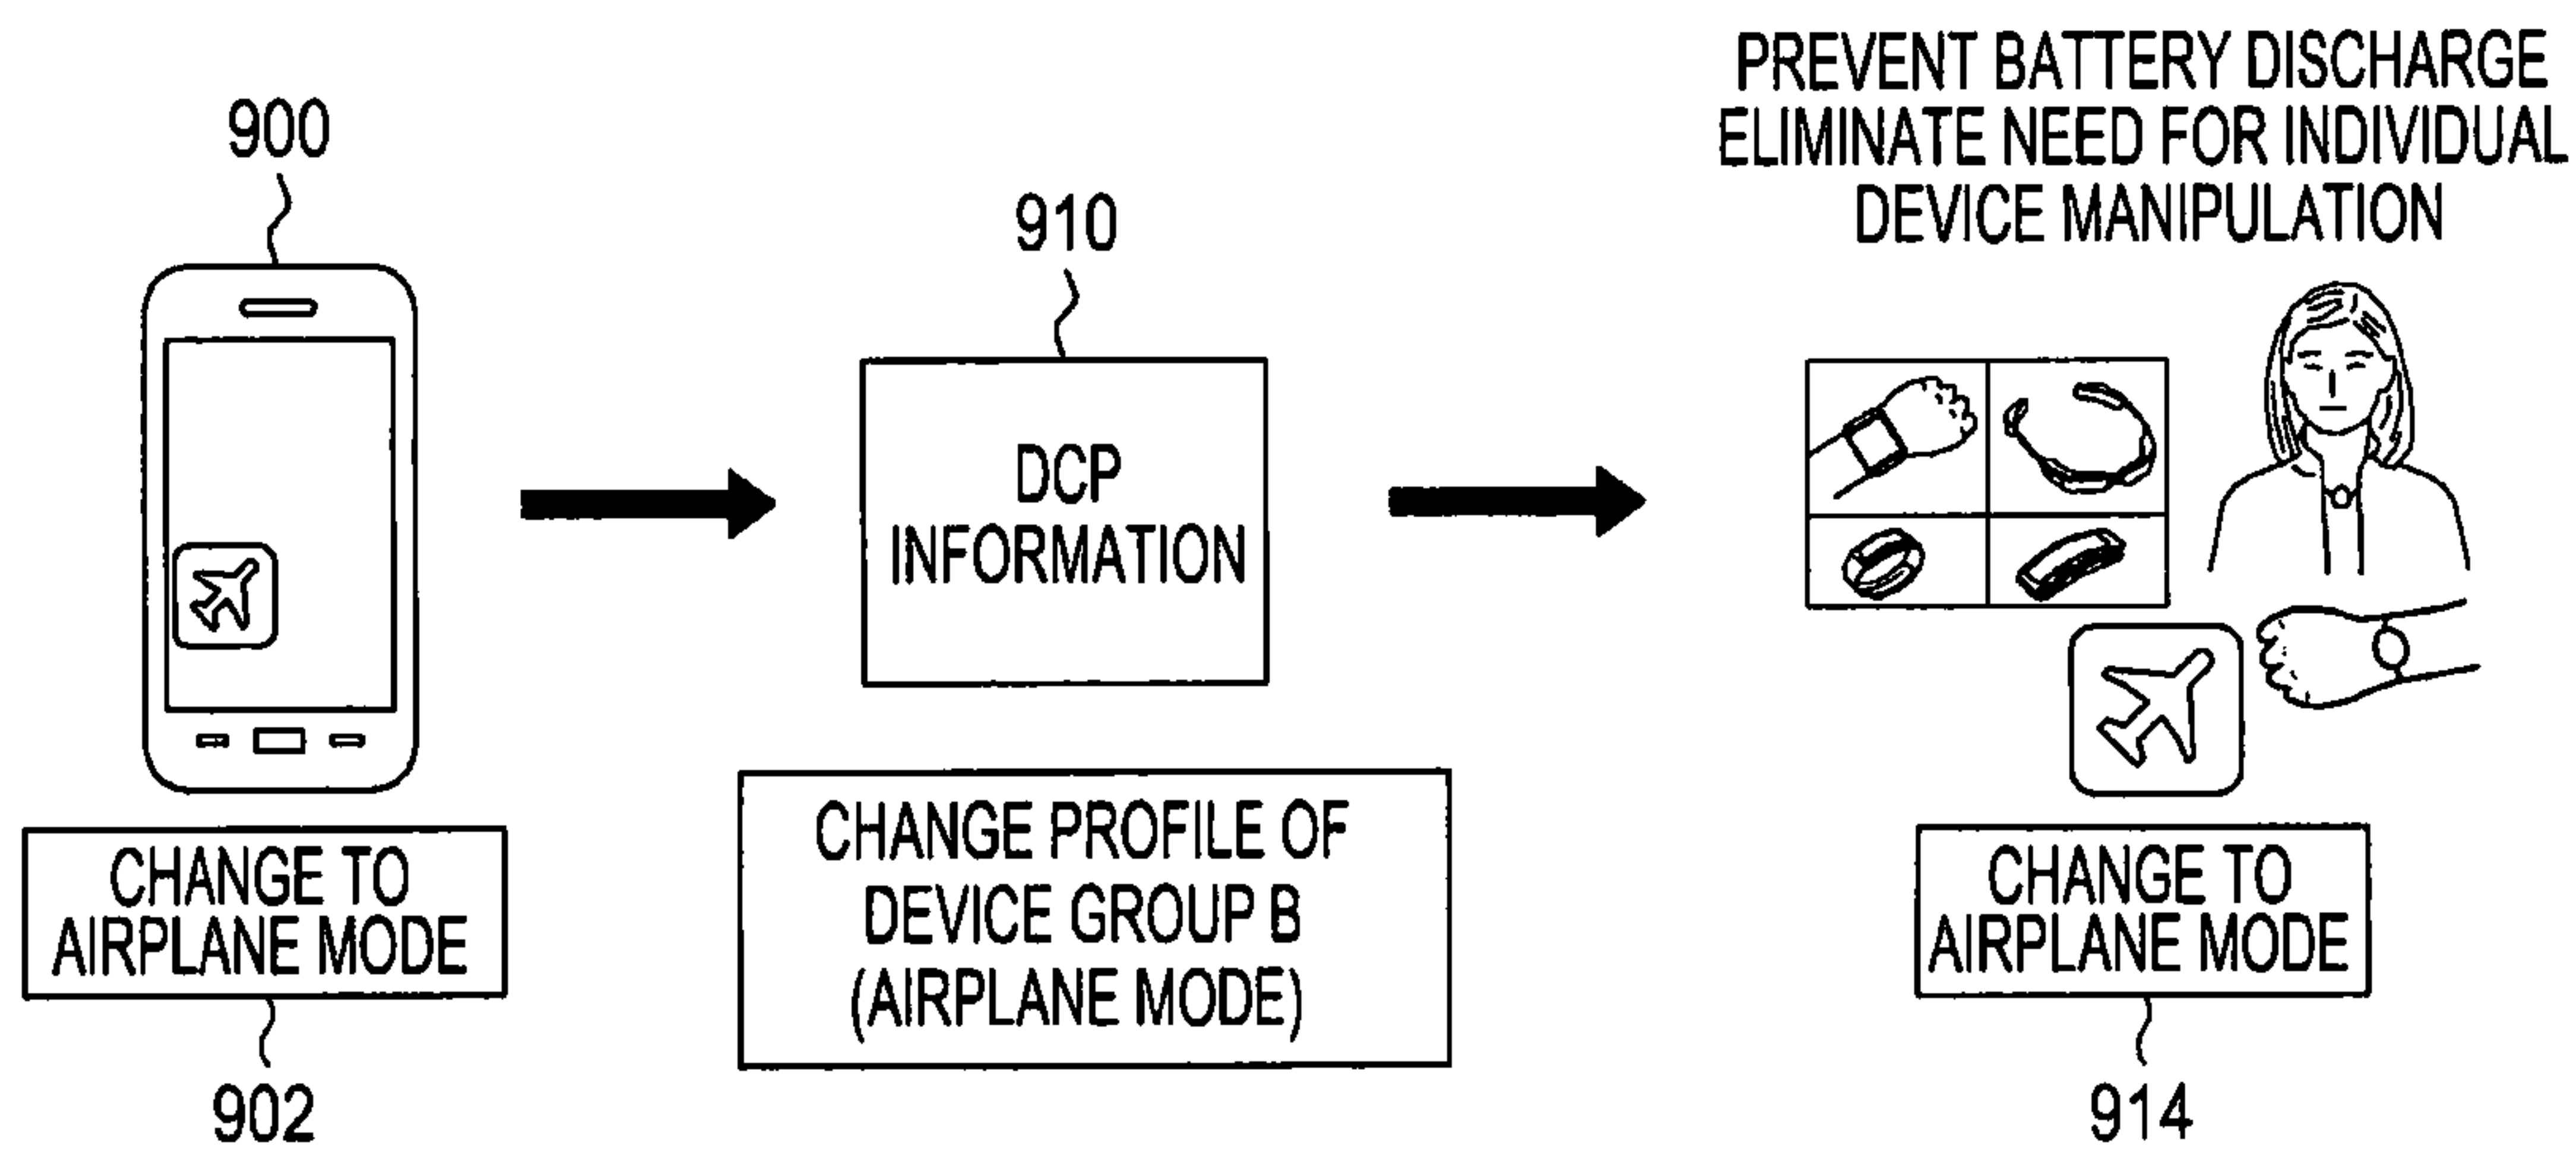 900
CHANGE TO
AIRPLANE MODE
902
910
DCP
INFORMATION
CHANGE PROFILE OF
DEVICE GROUP B
(AIRPLANE MODE)
PREVENT BATTERY DISCHARGE
ELIMINATE NEED FOR INDIVIDUAL
DEVICE MANIPULATION
CHANGE TO
AIRPLANE MODE
914